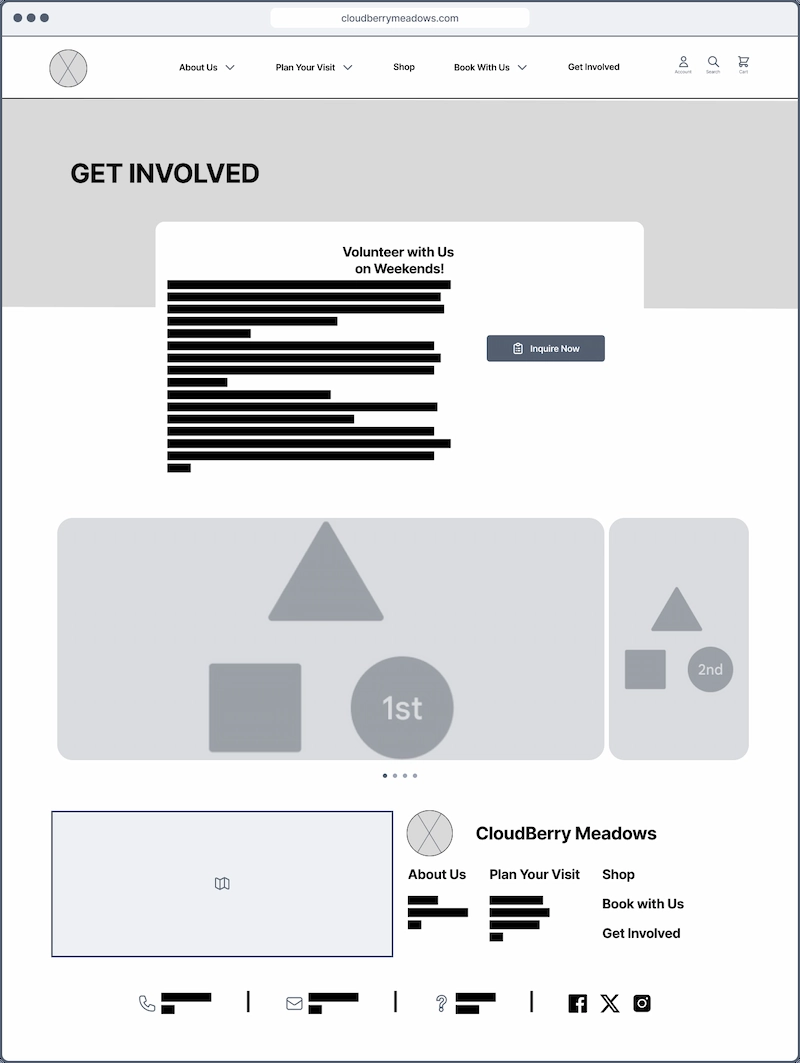 cloudberrymeadows.com
About Us
Plan Your Visit
Shop
Book With Us
Get Involved
Account
Search
Cart
GET INVOLVED
Volunteer with Us
on Weekends!
Inquire Now
1st
2nd
CloudBerry Meadows
About Us
Plan Your Visit
Shop
Book with Us
Get Involved